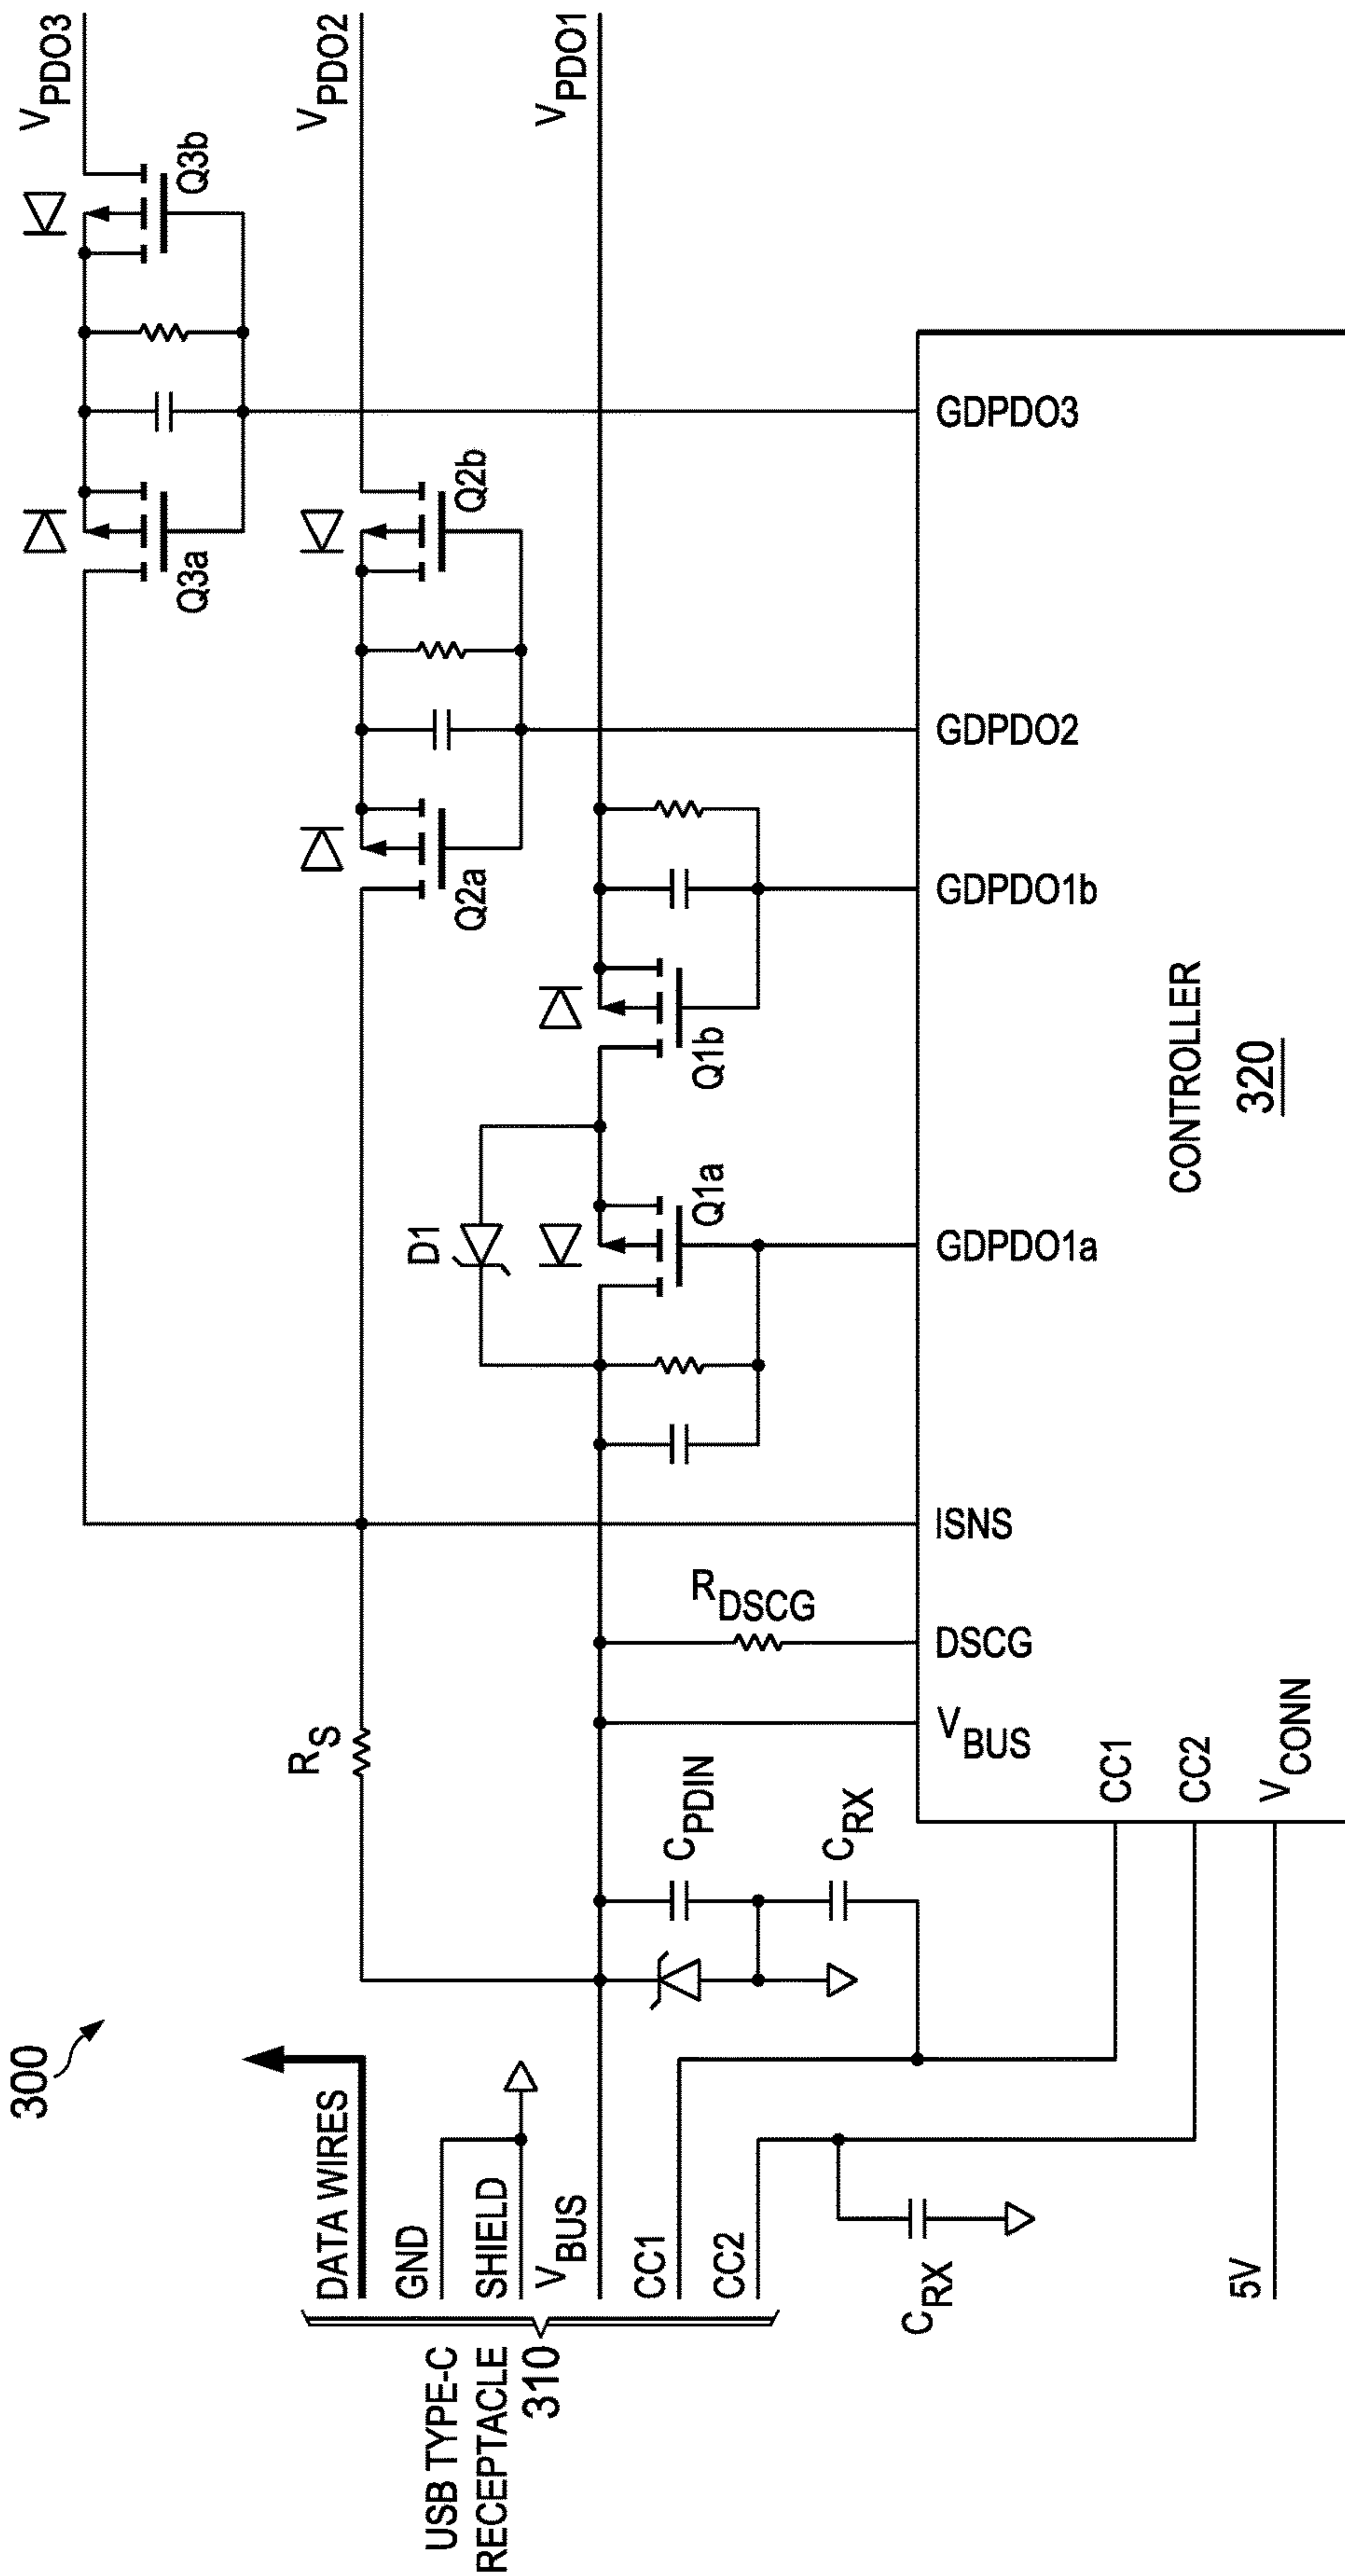 300
USB TYPE-C
RECEPTACLE
310
DATA WIRES
GND
SHIELD
VBUS
CC1
CC2
CRX
5V
RS
CPDIN
CRX
RDSCG
D1
Q1a
Q1b
Q2a
Q2b
Q3a
Q3b
VPDO3
VPDO2
VPDO1
VBUS
DSCG
ISNS
GDPDO1a
GDPDO1b
GDPDO2
GDPDO3
CC1
CC2
VCONN
CONTROLLER
320